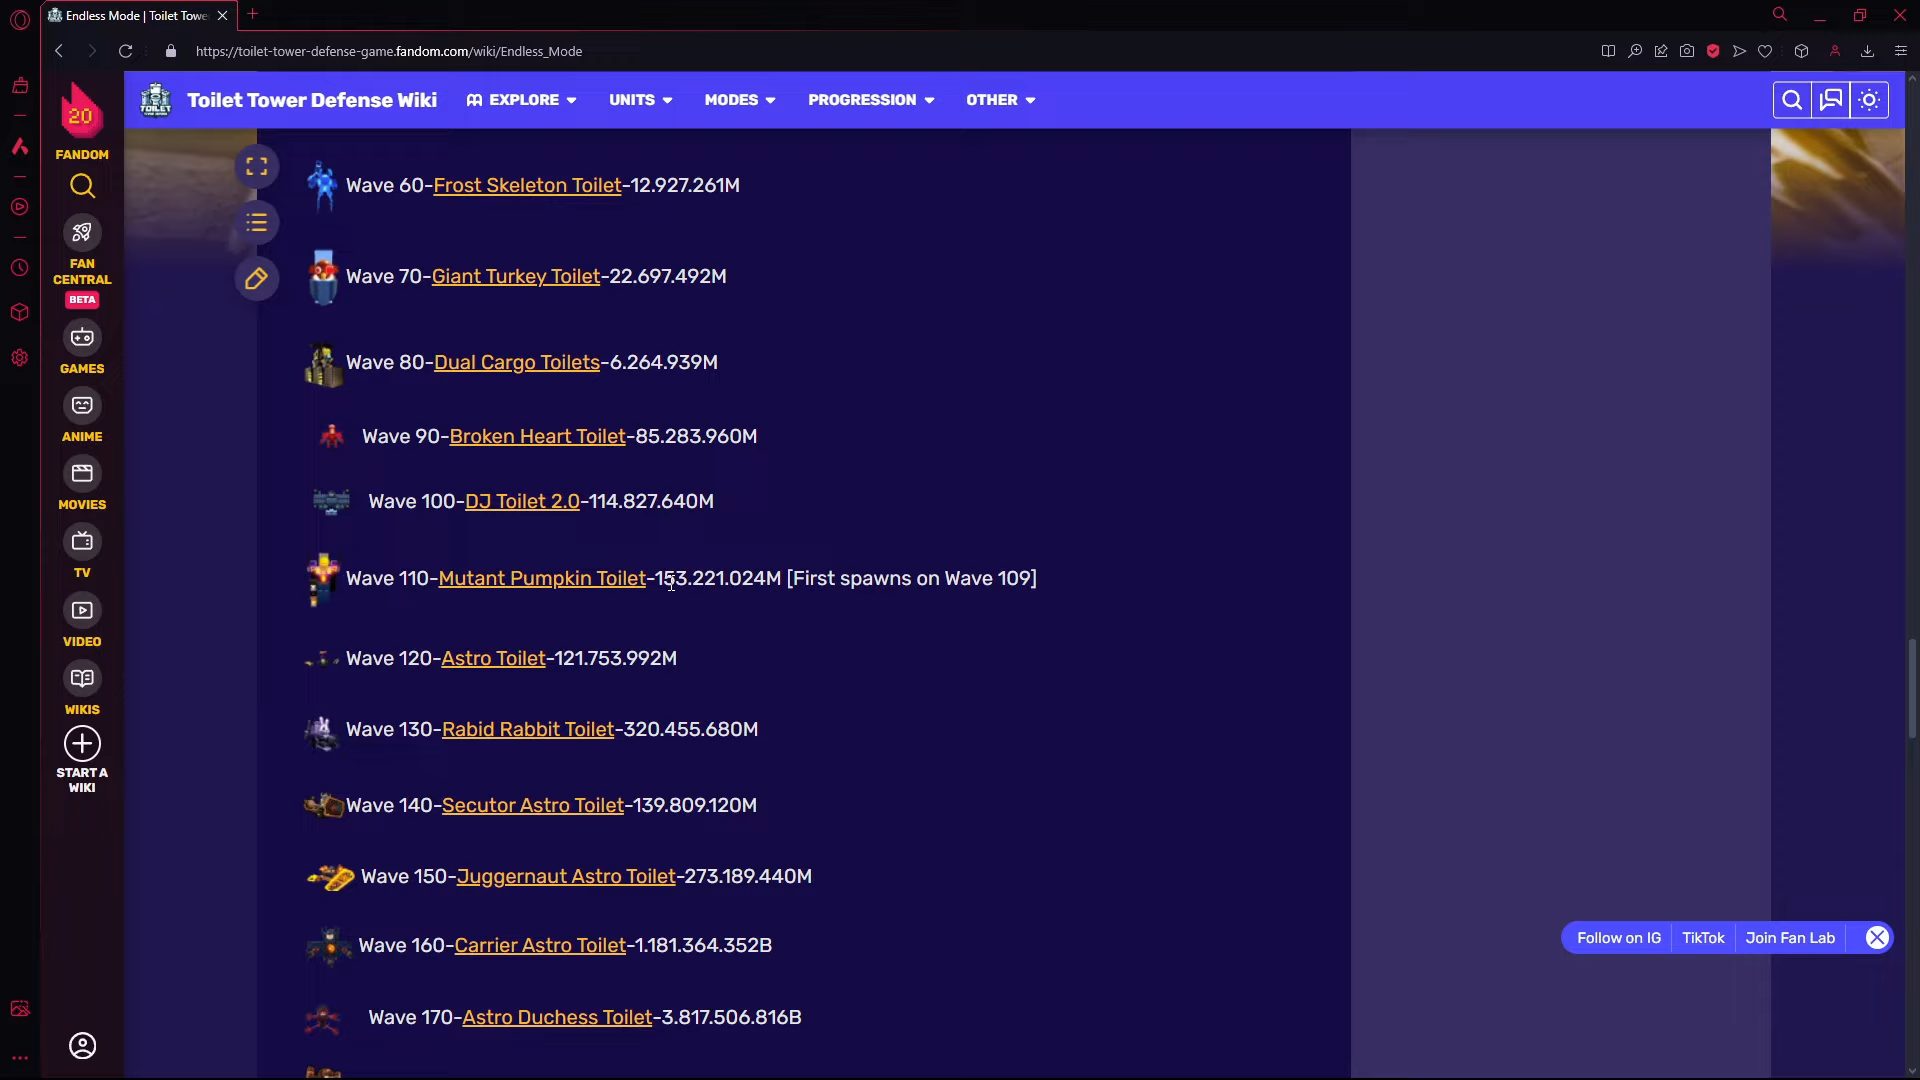 Endless Mode | Toilet Towe
https://toilet-tower-defense-game.fandom.com/wiki/Endless_Mode
20
FANDOM
FAN
CENTRAL
BETA
GAMES
ANIME
MOVIES
TV
VIDEO
WIKIS
START A
WIKI
Toilet Tower Defense Wiki
EXPLORE
UNITS
MODES
PROGRESSION
OTHER
Wave 60-Frost Skeleton Toilet-12.927.261M
Wave 70-Giant Turkey Toilet-22.697.492M
Wave 80-Dual Cargo Toilets-6.264.939M
Wave 90-Broken Heart Toilet-85.283.960M
Wave 100-DJ Toilet 2.0-114.827.640M
Wave 110-Mutant Pumpkin Toilet-153.221.024M [First spawns on Wave 109]
Wave 120-Astro Toilet-121.753.992M
Wave 130-Rabid Rabbit Toilet-320.455.680M
Wave 140-Secutor Astro Toilet-139.809.120M
Wave 150-Juggernaut Astro Toilet-273.189.440M
Wave 160-Carrier Astro Toilet-1.181.364.352B
Wave 170-Astro Duchess Toilet-3.817.506.816B
Follow on IG
TikTok
Join Fan Lab